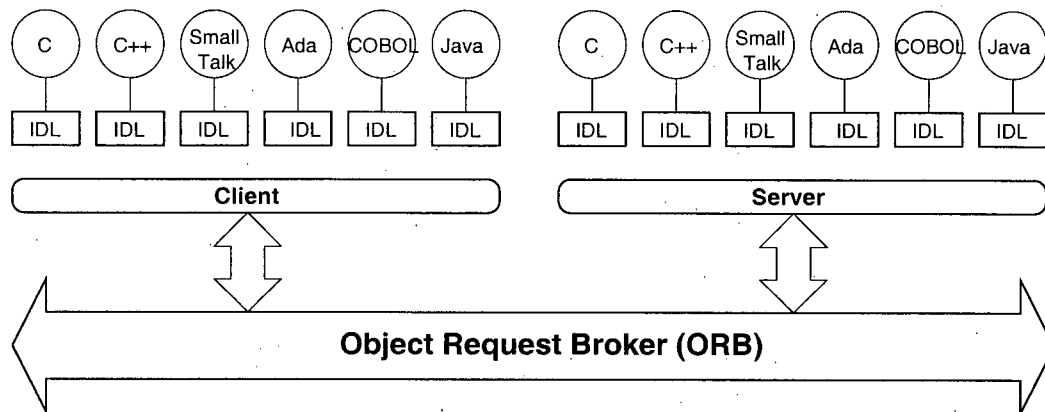 C C++ Small Talk Ada COBOL Java C C++ Small Talk Ada COBOL Java
IDL IDL IDL IDL IDL IDL IDL IDL IDL IDL IDL IDL
Client Server
Object Request Broker (ORB)